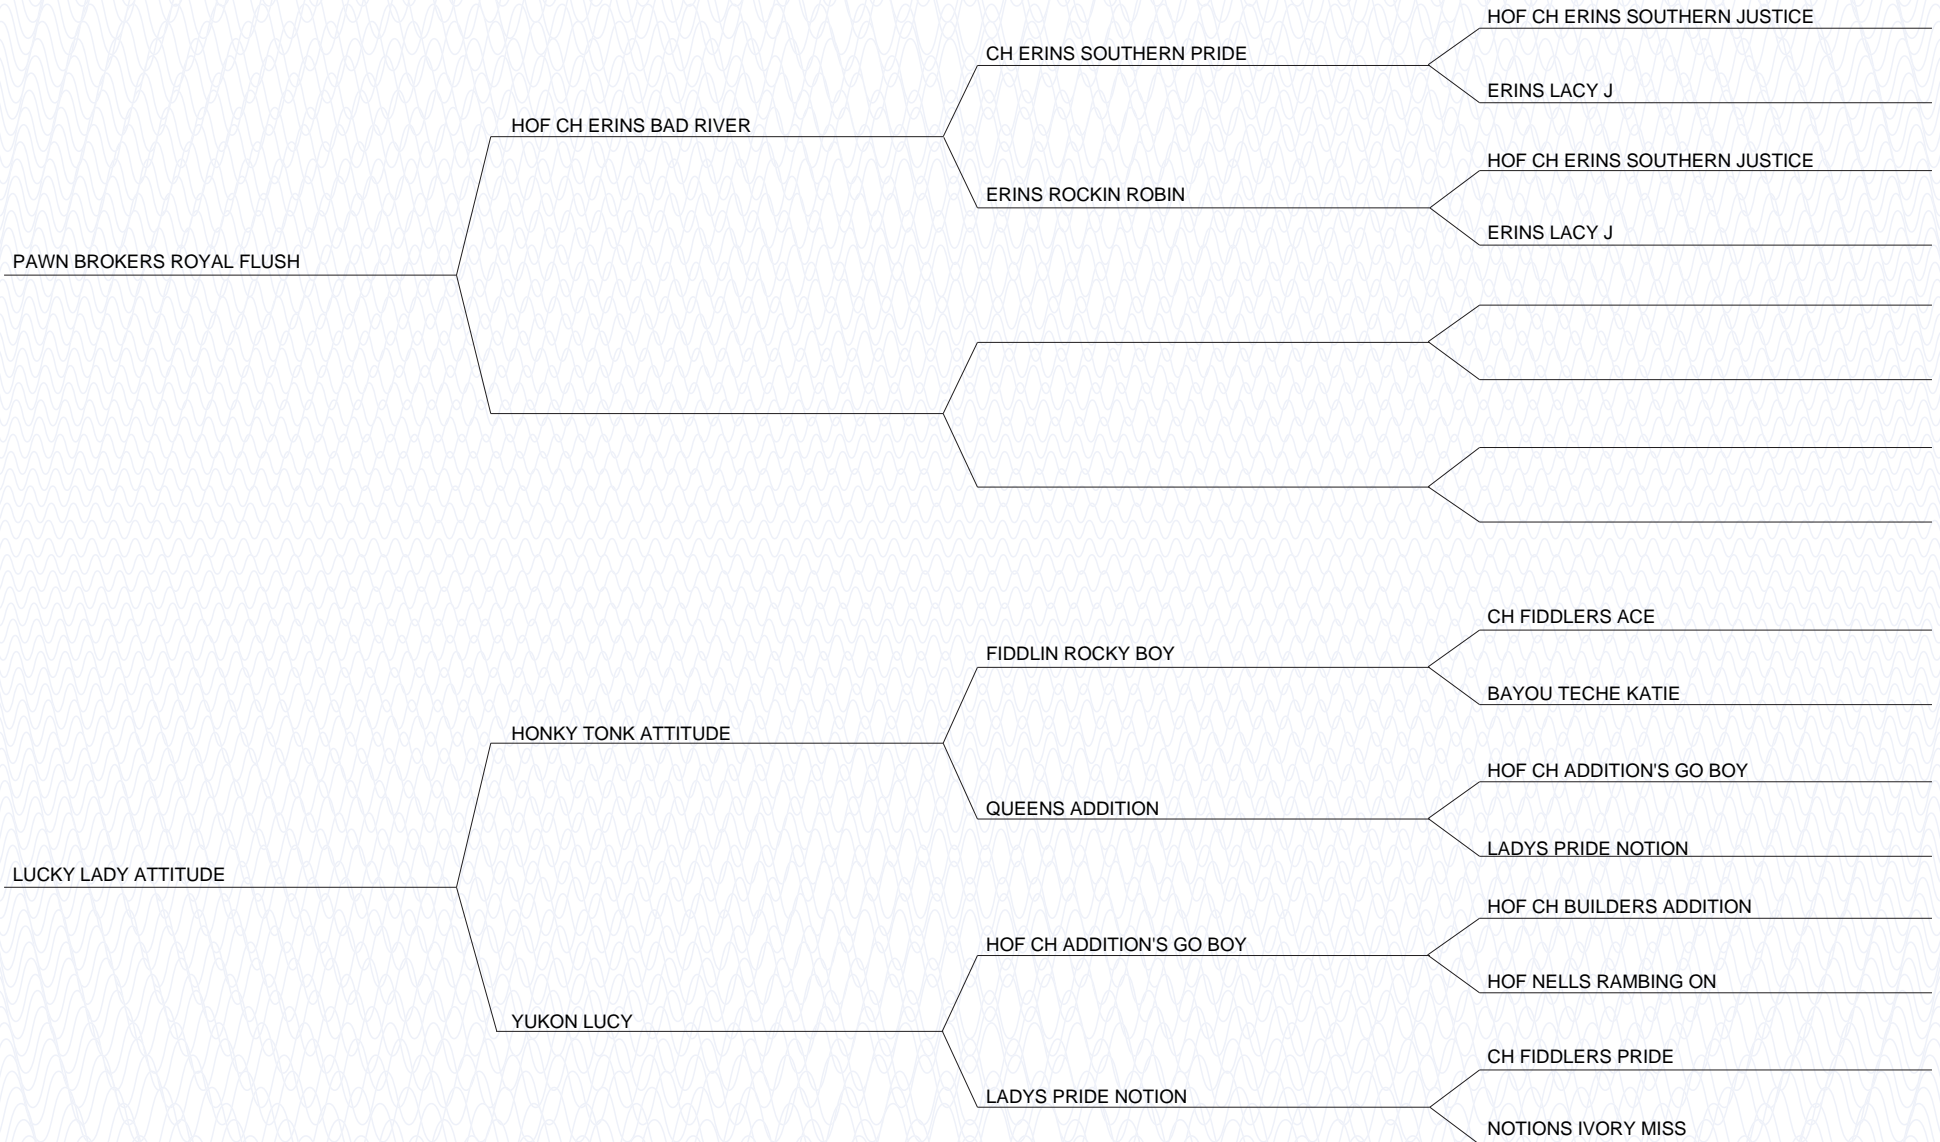 HOF CH ERINS SOUTHERN JUSTICE
CH ERINS SOUTHERN PRIDE
ERINS LACY J
HOF CH ERINS BAD RIVER
HOF CH ERINS SOUTHERN JUSTICE
ERINS ROCKIN ROBIN
ERINS LACY J
PAWN BROKERS ROYAL FLUSH
CH FIDDLERS ACE
FIDDLIN ROCKY BOY
BAYOU TECHE KATIE
HONKY TONK ATTITUDE
HOF CH ADDITION'S GO BOY
QUEENS ADDITION
LADYS PRIDE NOTION
LUCKY LADY ATTITUDE
HOF CH BUILDERS ADDITION
HOF CH ADDITION'S GO BOY
HOF NELLS RAMBING ON
YUKON LUCY
CH FIDDLERS PRIDE
LADYS PRIDE NOTION
NOTIONS IVORY MISS